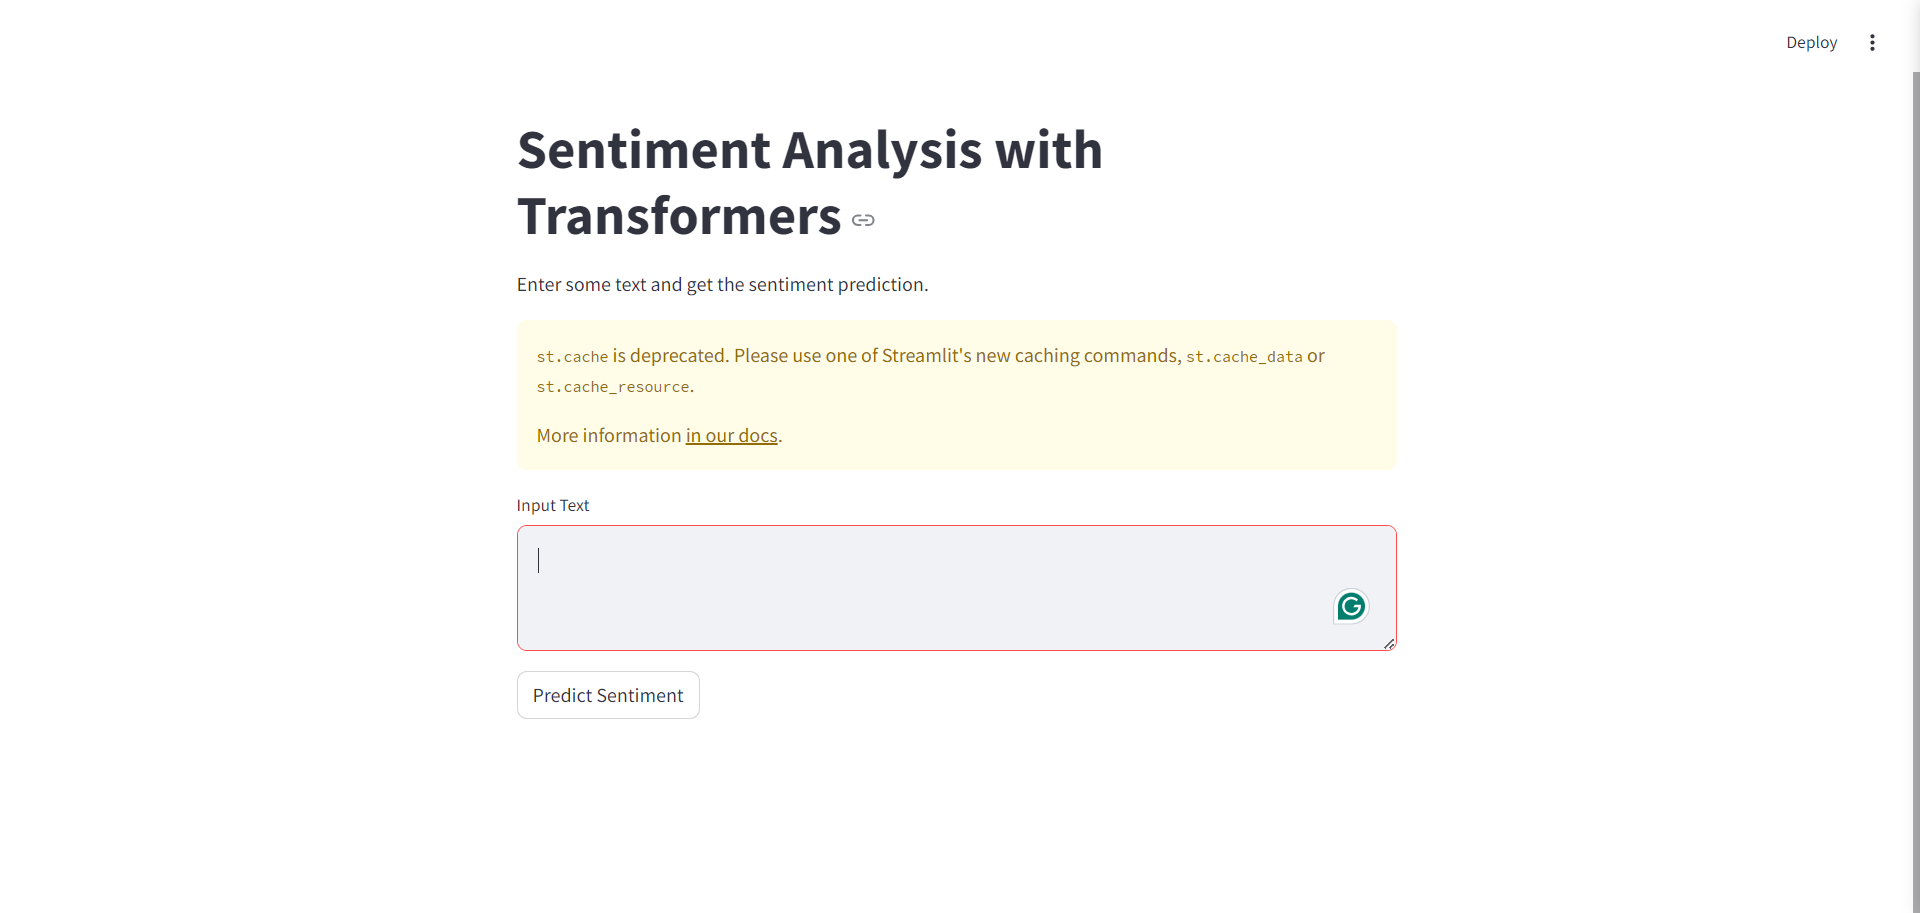 Deploy
Sentiment Analysis with
Transformers
Enter some text and get the sentiment prediction.
st.cache is deprecated. Please use one of Streamlit's new caching commands, st.cache_data or
st.cache_resource.
More information in our docs.
Input Text
Predict Sentiment